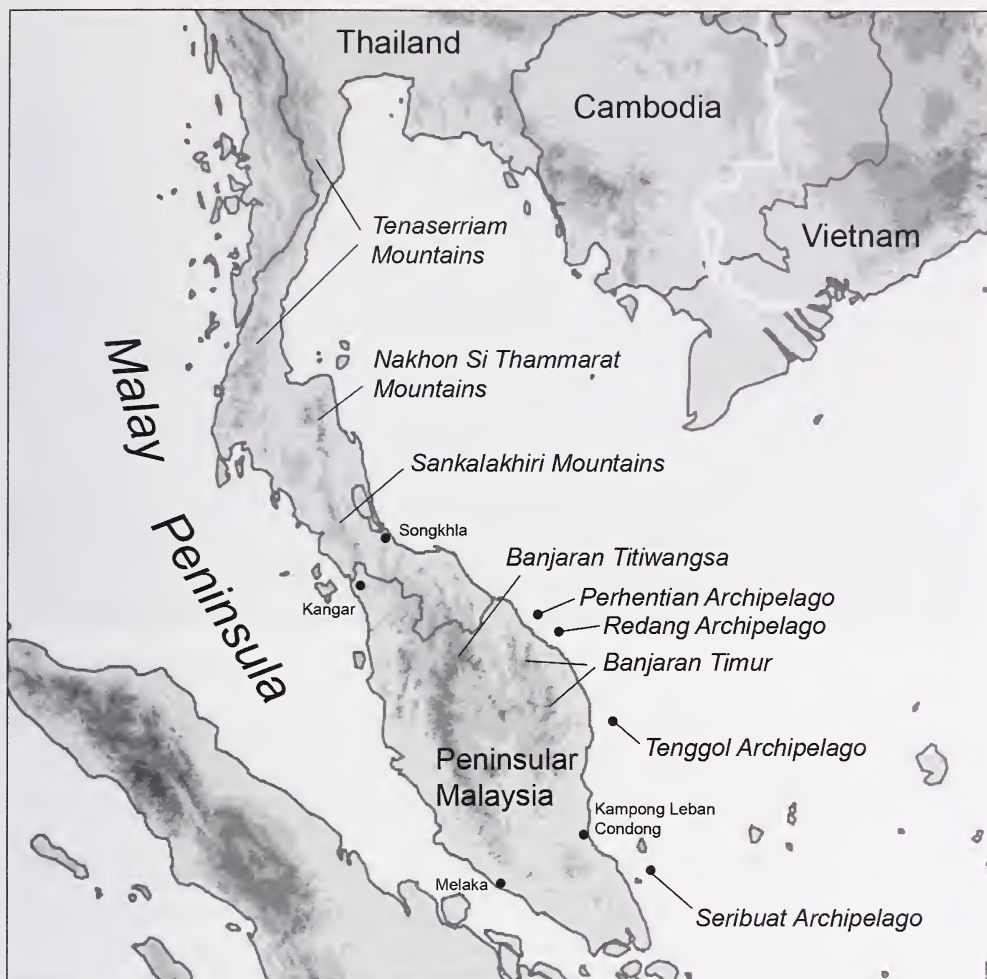 Thailand
Cambodia
Vietnam
Tenaserriam
Mountains
Malay
Peninsula
Nakhon Si Thammarat
Mountains
Sankalakhiri Mountains
Songkhla
Banjaran Titiwangsa
Kangar
Perhentian Archipelago
Redang Archipelago
Banjaran Timur
Tenggol Archipelago
Peninsular
Malaysia
Kampong Leban
Condong
Melaka
Seribuat Archipelago